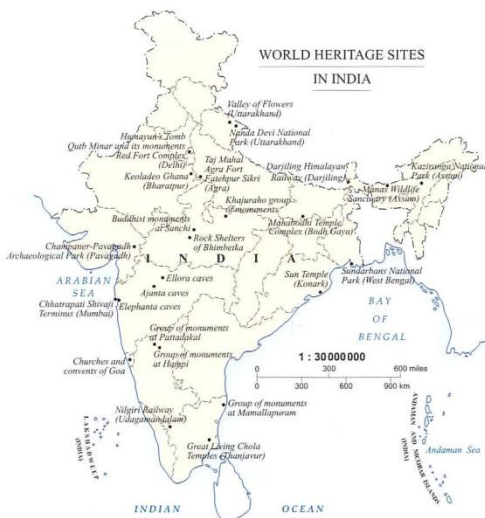 WORLD HERITAGE SITES
IN INDIA
Valley of Flowers
(Uttarakhand)
Nanda Devi National
Park (Uttarakhand)
Humayun's Tomb
Qutb Minar and its monuments
Red Fort Complex
(Delhi)
Keoladeo Ghana
(Bharatpur)
Taj Mahal
Agra Fort
Fatehpur Sikri
(Agra)
Darjiling Himalayan
Railway (Darjiling)
Kaziranga National
Park (Assam)
Manas Wildlife
Sanctuary (Assam)
Khajuraho group
of monuments
Mahabodhi Temple
Complex (Bodh Gaya)
Buddhist monuments
at Sanchi
Rock Shelters
of Bhimbetka
Champaner-Pavagadh
Archaeological Park (Pavagadh)
INDIA
ARABIAN
SEA
Ellora caves
Ajanta caves
Sun Temple
(Konark)
Sundarbans National
Park (West Bengal)
Chhatrapati Shivaji
Terminus (Mumbai)
Elephanta caves
BAY
OF
BENGAL
Group of monuments
at Pattadakal
Group of monuments
at Hampi
Churches and
convents of Goa
1 : 30000000
0 300 600 miles
0 300 600 900 km
Group of monuments
at Mamallapuram
Nilgiri Railway
(Udagamandalam)
Great Living Chola
Temples (Thanjavur)
LAKSHADWEEP
(INDIA)
ANDAMAN AND NICOBAR ISLANDS
(INDIA)
Andaman Sea
INDIAN OCEAN